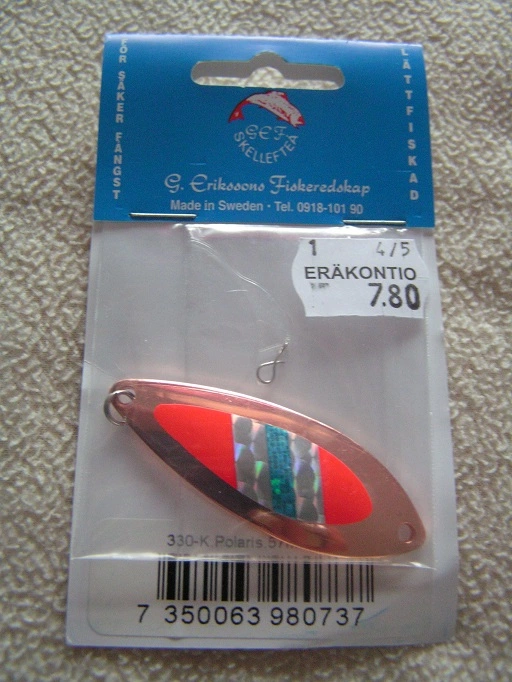 FÖR SÄKER FÅNGST
LÄTTFISKAD
GEF
SKELLEFTEÅ
G. Erikssons Fiskeredskap
Made in Sweden · Tel. 0918-101 90
1 4/5
ERÄKONTIO
7.80
330-K.Polaris.57
7 350063 980737